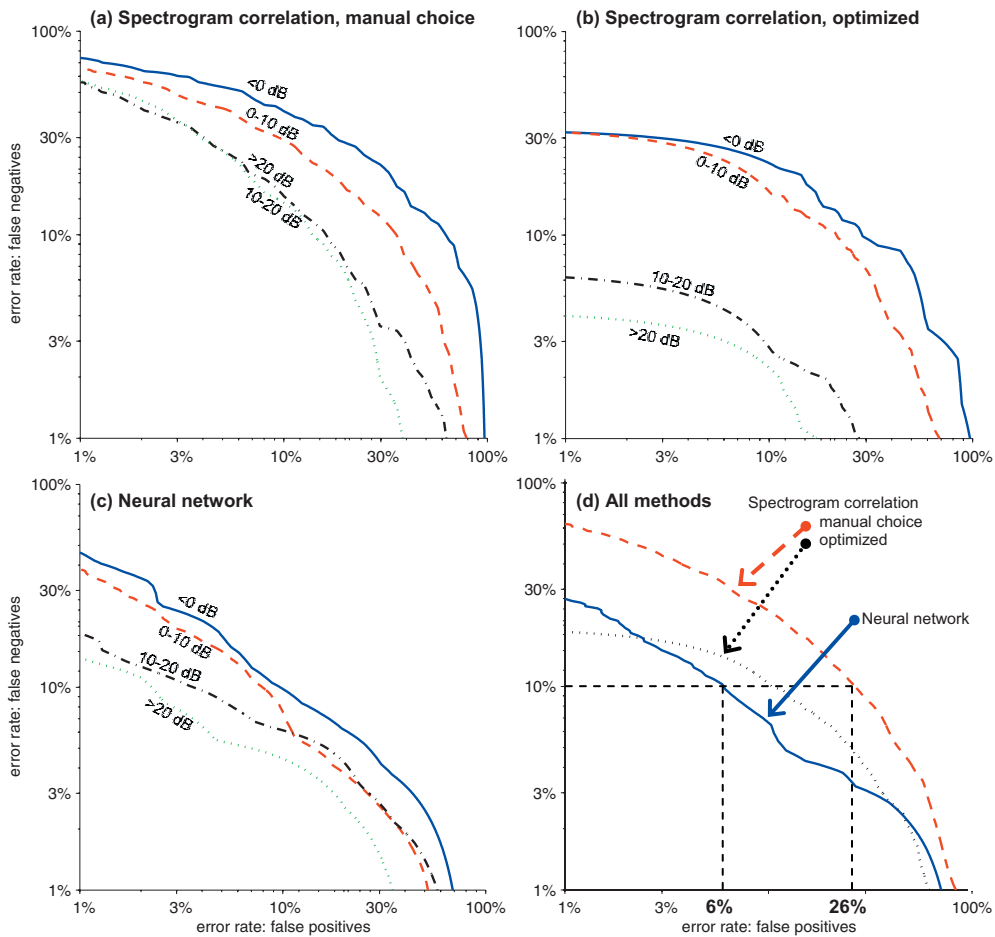 (a) Spectrogram correlation, manual choice
100%
30%
10%
3%
1%
error rate: false negatives
<0 dB
0-10 dB
>20 dB
10-20 dB
1%
3%
10%
30%
100%
(b) Spectrogram correlation, optimized
100%
30%
10%
3%
1%
<0 dB
0-10 dB
10-20 dB
>20 dB
1%
3%
10%
30%
100%
(c) Neural network
100%
30%
10%
3%
1%
error rate: false negatives
<0 dB
0-10 dB
10-20 dB
>20 dB
1%
3%
10%
30%
100%
error rate: false positives
(d) All methods
100%
30%
10%
3%
1%
Spectrogram correlation
manual choice
optimized
Neural network
1%
3%
6%
26%
100%
error rate: false positives